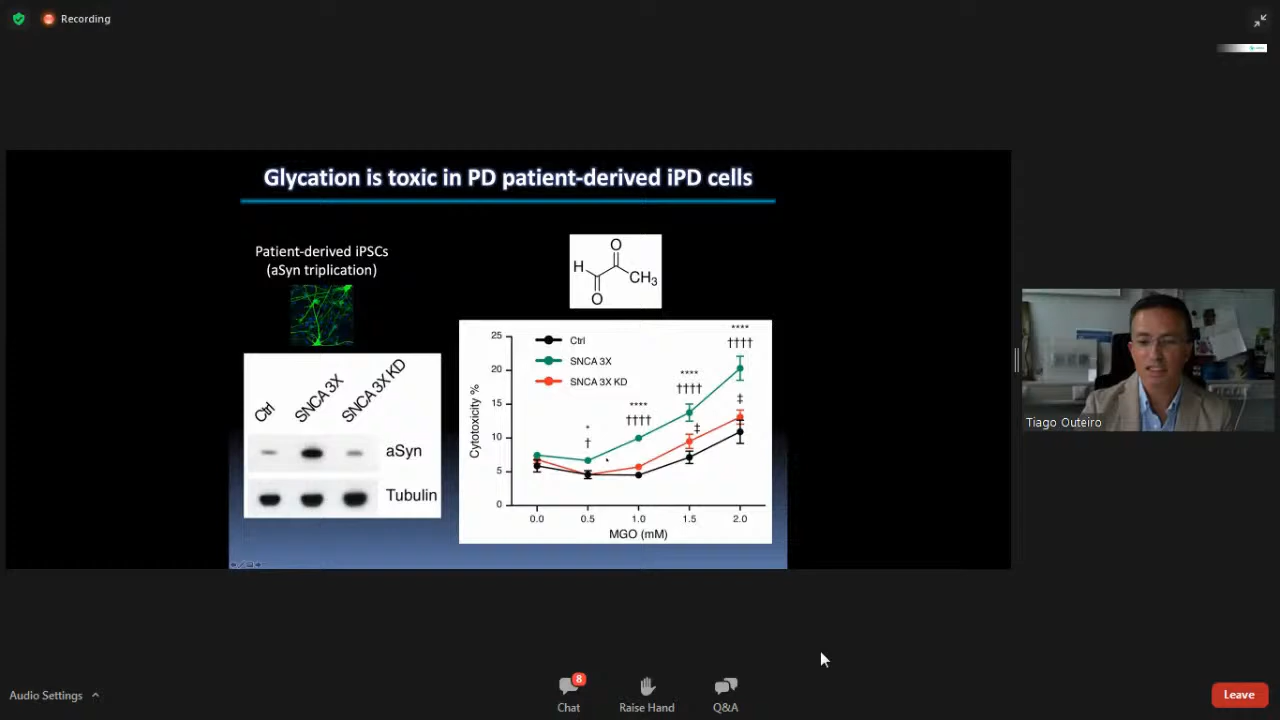 Recording
Glycation is toxic in PD patient-derived iPD cells
Patient-derived iPSCs
(aSyn triplication)
O
H
CH3
O
Ctrl
SNCA 3X
SNCA 3X KD
aSyn
Tubulin
Cytotoxicity %
25
20
15
10
5
0
Ctrl
SNCA 3X
SNCA 3X KD
*
†
****
††††
****
††††
‡
****
††††
‡
0.0
0.5
1.0
1.5
2.0
MGO (mM)
Tiago Outeiro
Audio Settings
8
Chat
Raise Hand
Q&A
Leave